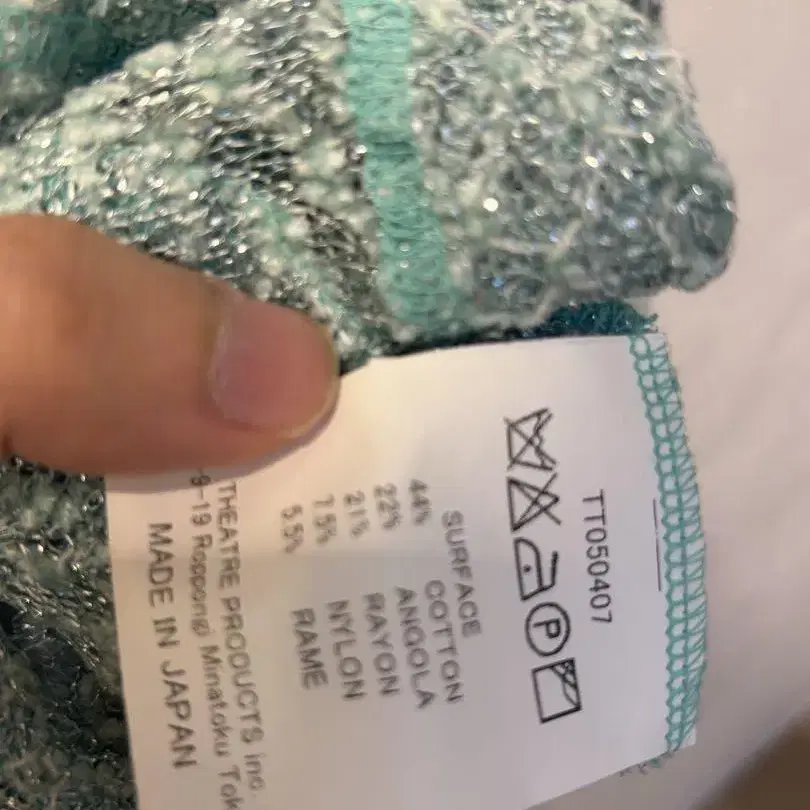 TT050407
P
SURFACE
44% COTTON
22% ANGOLA
21% RAYON
7.5% NYLON
5.5% RAME
THEATRE PRODUCTS inc.
-9-19 Roppongi Minatoku Tok
MADE IN JAPAN